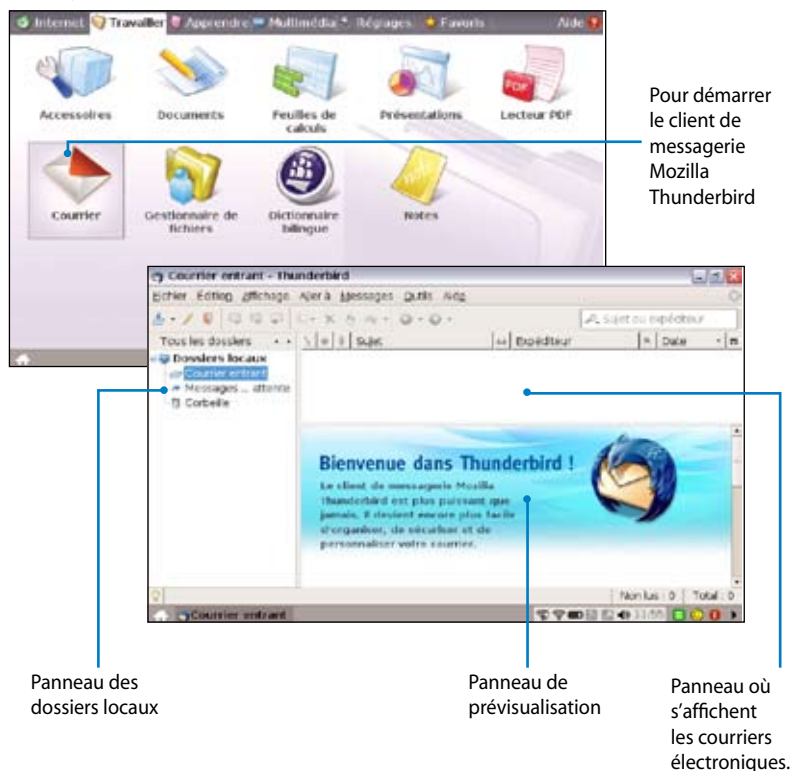 Internet Travailler Apprendre Multimédia Réglages Favoris Aide
Accessoires Documents Feuilles de calculs Présentations Lecteur PDF
PDF
Courrier Gestionnaire de fichiers Dictionnaire bilingue Notes
Pour démarrer
le client de
messagerie
Mozilla
Thunderbird
Courrier entrant - Thunderbird
Fichier Edition Affichage Aller à Messages Outils Aide
Sujet ou expéditeur
Tous les dossiers
Sujet Expéditeur Date
Dossiers locaux
Courrier entrant
Messages ... attente
Corbeille
Bienvenue dans Thunderbird !
Le client de messagerie Mozilla
Thunderbird est plus puissant que
jamais. Il devient encore plus facile
d'organiser, de sécuriser et de
personnaliser votre courrier.
Non lus : 0 Total : 0
Courrier entrant
Panneau des
dossiers locaux
Panneau de
prévisualisation
Panneau où
s’affichent
les courriers
électroniques.